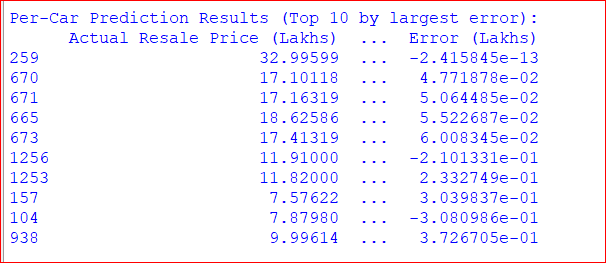 Per-Car Prediction Results (Top 10 by largest error):
Actual Resale Price (Lakhs) ... Error (Lakhs)
259 32.99599 ... -2.415845e-13
670 17.10118 ... 4.771878e-02
671 17.16319 ... 5.064485e-02
665 18.62586 ... 5.522687e-02
673 17.41319 ... 6.008345e-02
1256 11.91000 ... -2.101331e-01
1253 11.82000 ... 2.332749e-01
157 7.57622 ... 3.039837e-01
104 7.87980 ... -3.080986e-01
938 9.99614 ... 3.726705e-01